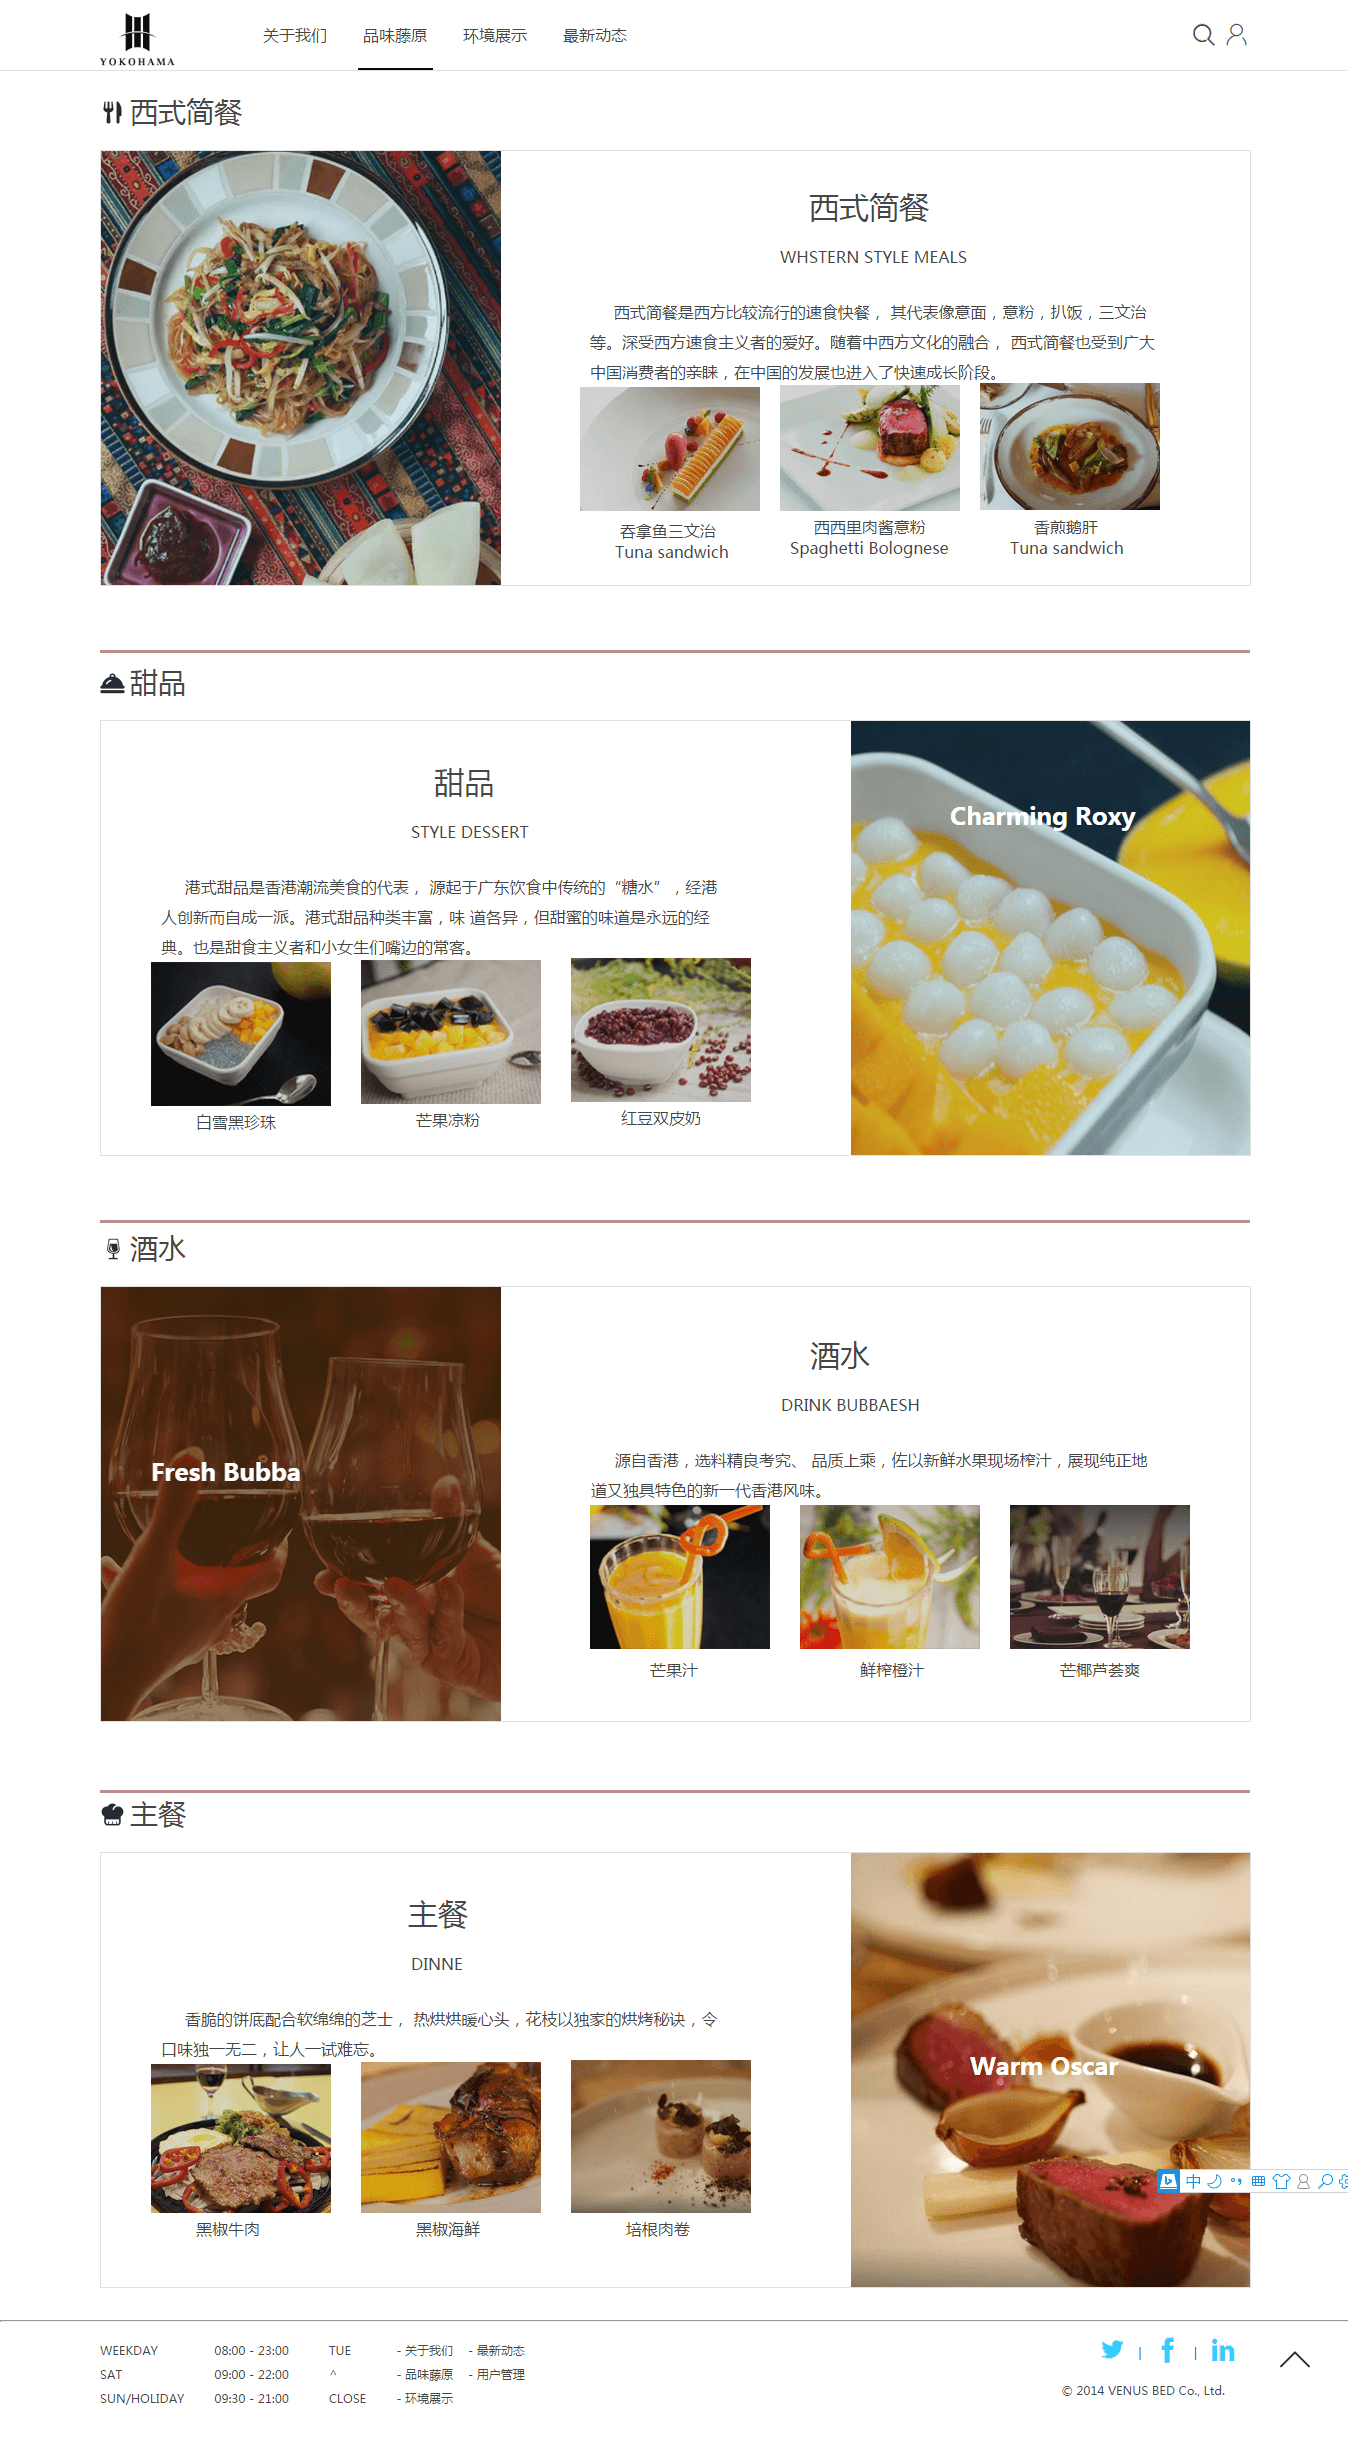 YOKOHAMA
关于我们 品味藤原 环境展示 最新动态
西式简餐
西式简餐
WHSTERN STYLE MEALS
西式简餐是西方比较流行的速食快餐， 其代表像意面，意粉，扒饭，三文治
等。深受西方速食主义者的爱好。随着中西方文化的融合， 西式简餐也受到广大
中国消费者的亲睐，在中国的发展也进入了快速成长阶段。
吞拿鱼三文治
Tuna sandwich
西西里肉酱意粉
Spaghetti Bolognese
香煎鹅肝
Tuna sandwich
甜品
甜品
STYLE DESSERT
港式甜品是香港潮流美食的代表， 源起于广东饮食中传统的“糖水”，经港
人创新而自成一派。港式甜品种类丰富，味 道各异，但甜蜜的味道是永远的经
典。也是甜食主义者和小女生们嘴边的常客。
白雪黑珍珠
芒果凉粉
红豆双皮奶
Charming Roxy
酒水
Fresh Bubba
酒水
DRINK BUBBAESH
源自香港，选料精良考究、 品质上乘，佐以新鲜水果现场榨汁，展现纯正地
道又独具特色的新一代香港风味。
芒果汁
鲜榨橙汁
芒椰芦荟爽
主餐
主餐
DINNE
香脆的饼底配合软绵绵的芝士， 热烘烘暖心头，花枝以独家的烘烤秘诀，令
口味独一无二，让人一试难忘。
黑椒牛肉
黑椒海鲜
培根肉卷
Warm Oscar
中
WEEKDAY 08:00 - 23:00 TUE - 关于我们 - 最新动态
SAT 09:00 - 22:00 ^ - 品味藤原 - 用户管理
SUN/HOLIDAY 09:30 - 21:00 CLOSE - 环境展示
| |
© 2014 VENUS BED Co., Ltd.